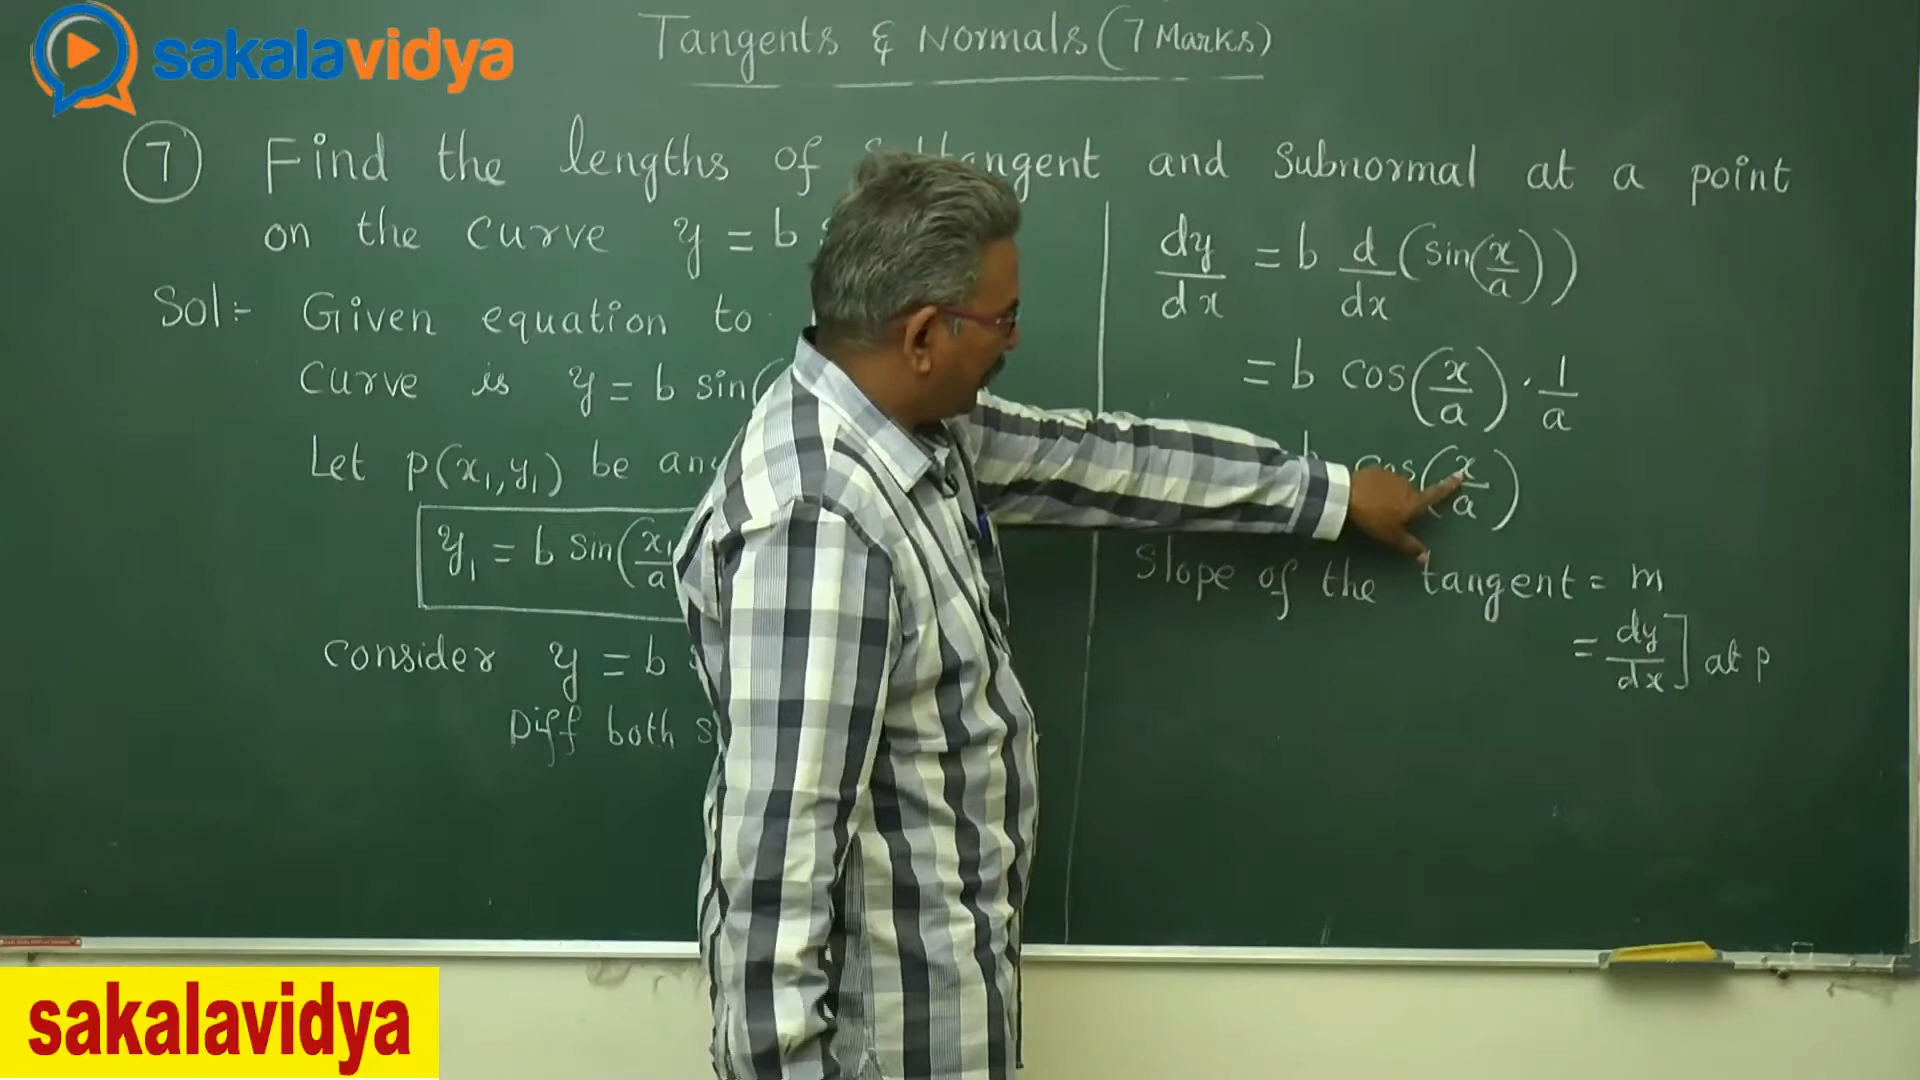 sakalavidya
Tangents & Normals (7 Marks)
7 Find the lengths of and Subnormal at a point
on the curve y = b
Sol:- Given equation to
curve is y = b sin(
Let P(x₁,y₁) be any
y₁ = b sin(x₁/a
consider y = b
Diff both s
dy/dx = b d/dx (sin(x/a))
= b cos(x/a) · 1/a
cos(x/a)
Slope of the tangent = m
= dy/dx] at P
sakalavidya